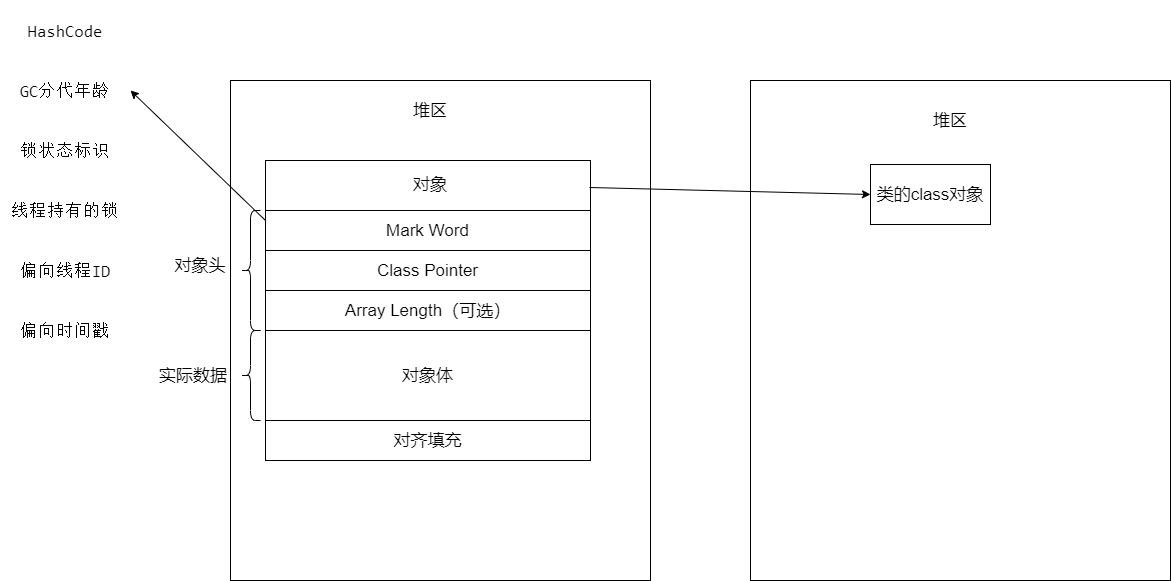 HashCode
GC分代年龄
锁状态标识
线程持有的锁
偏向线程ID
偏向时间戳
堆区
对象
对象头
Mark Word
Class Pointer
Array Length（可选）
实际数据
对象体
对齐填充
堆区
类的class对象